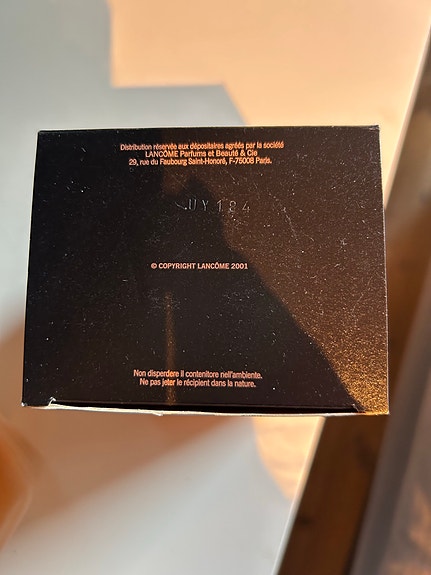 Distribution réservée aux dépositaires agréés par la société
LANCÔME Parfums et Beauté & Cie
29, rue du Faubourg Saint-Honoré, F-75008 Paris.
UY184
© COPYRIGHT LANCÔME 2001
Non disperdere il contenitore nell'ambiente.
Ne pas jeter le récipient dans la nature.